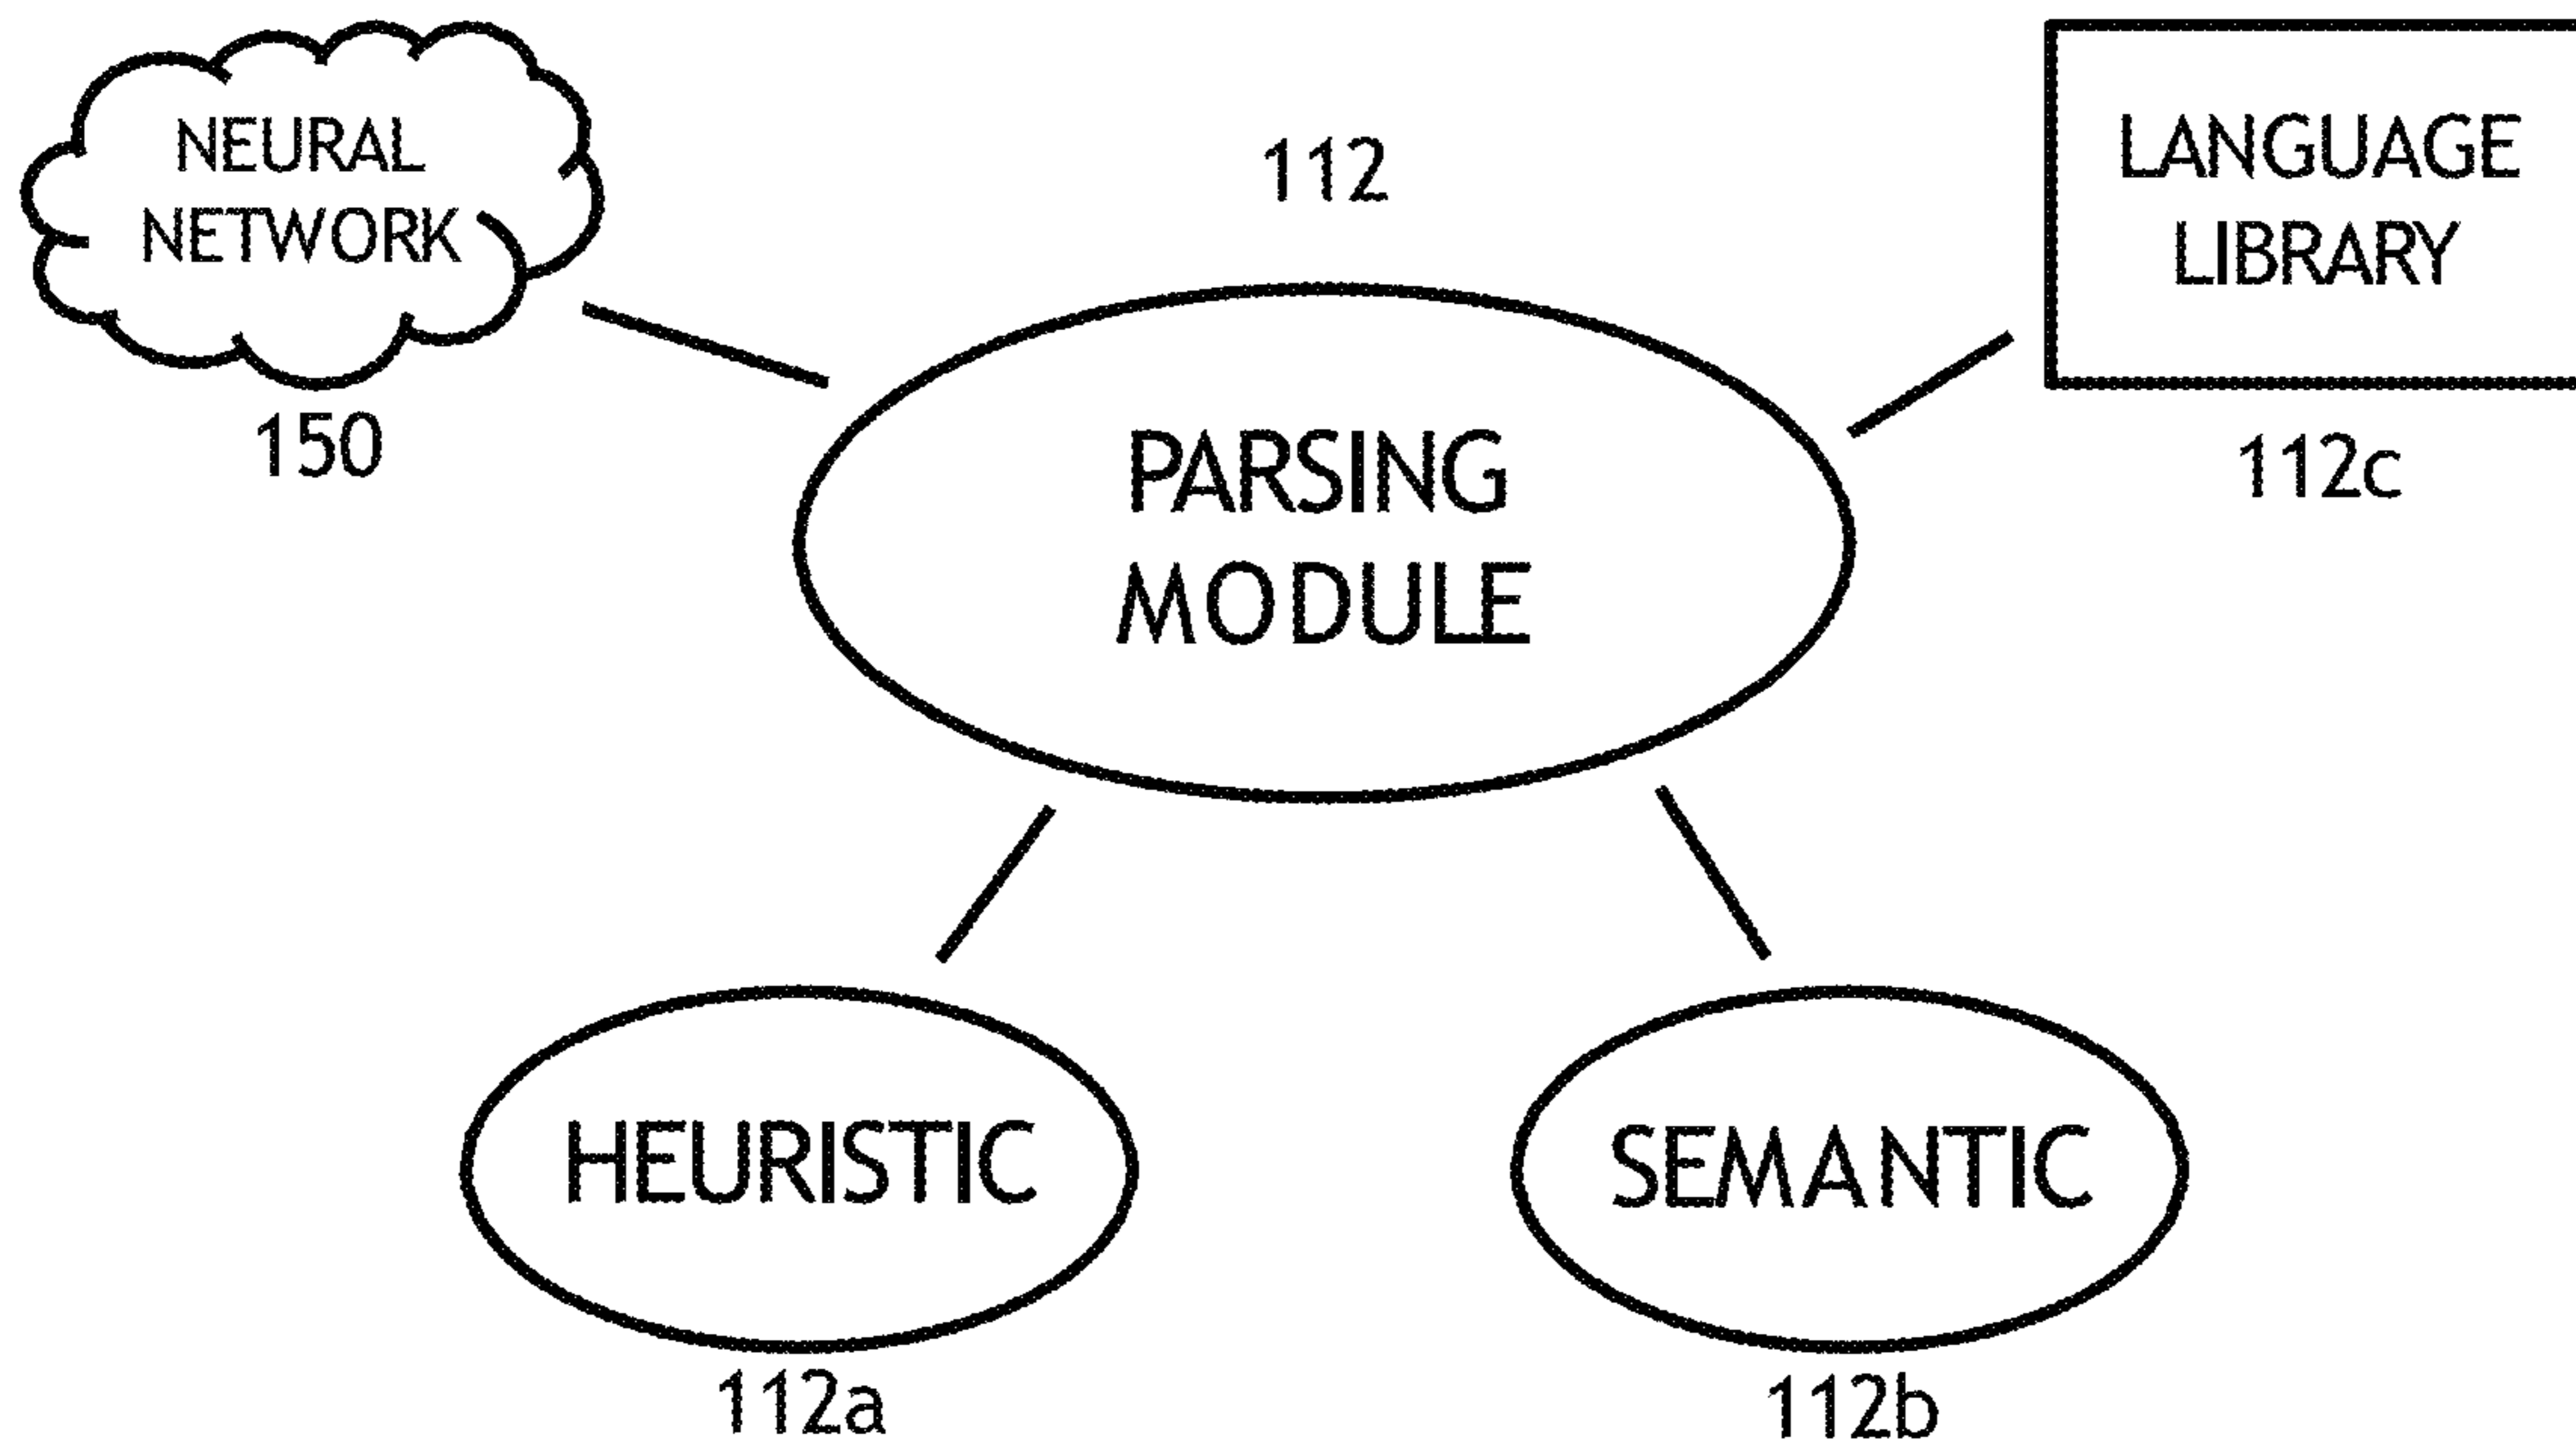 NEURAL
NETWORK
150
112
LANGUAGE
LIBRARY
112c
PARSING
MODULE
HEURISTIC
112a
SEMANTIC
112b